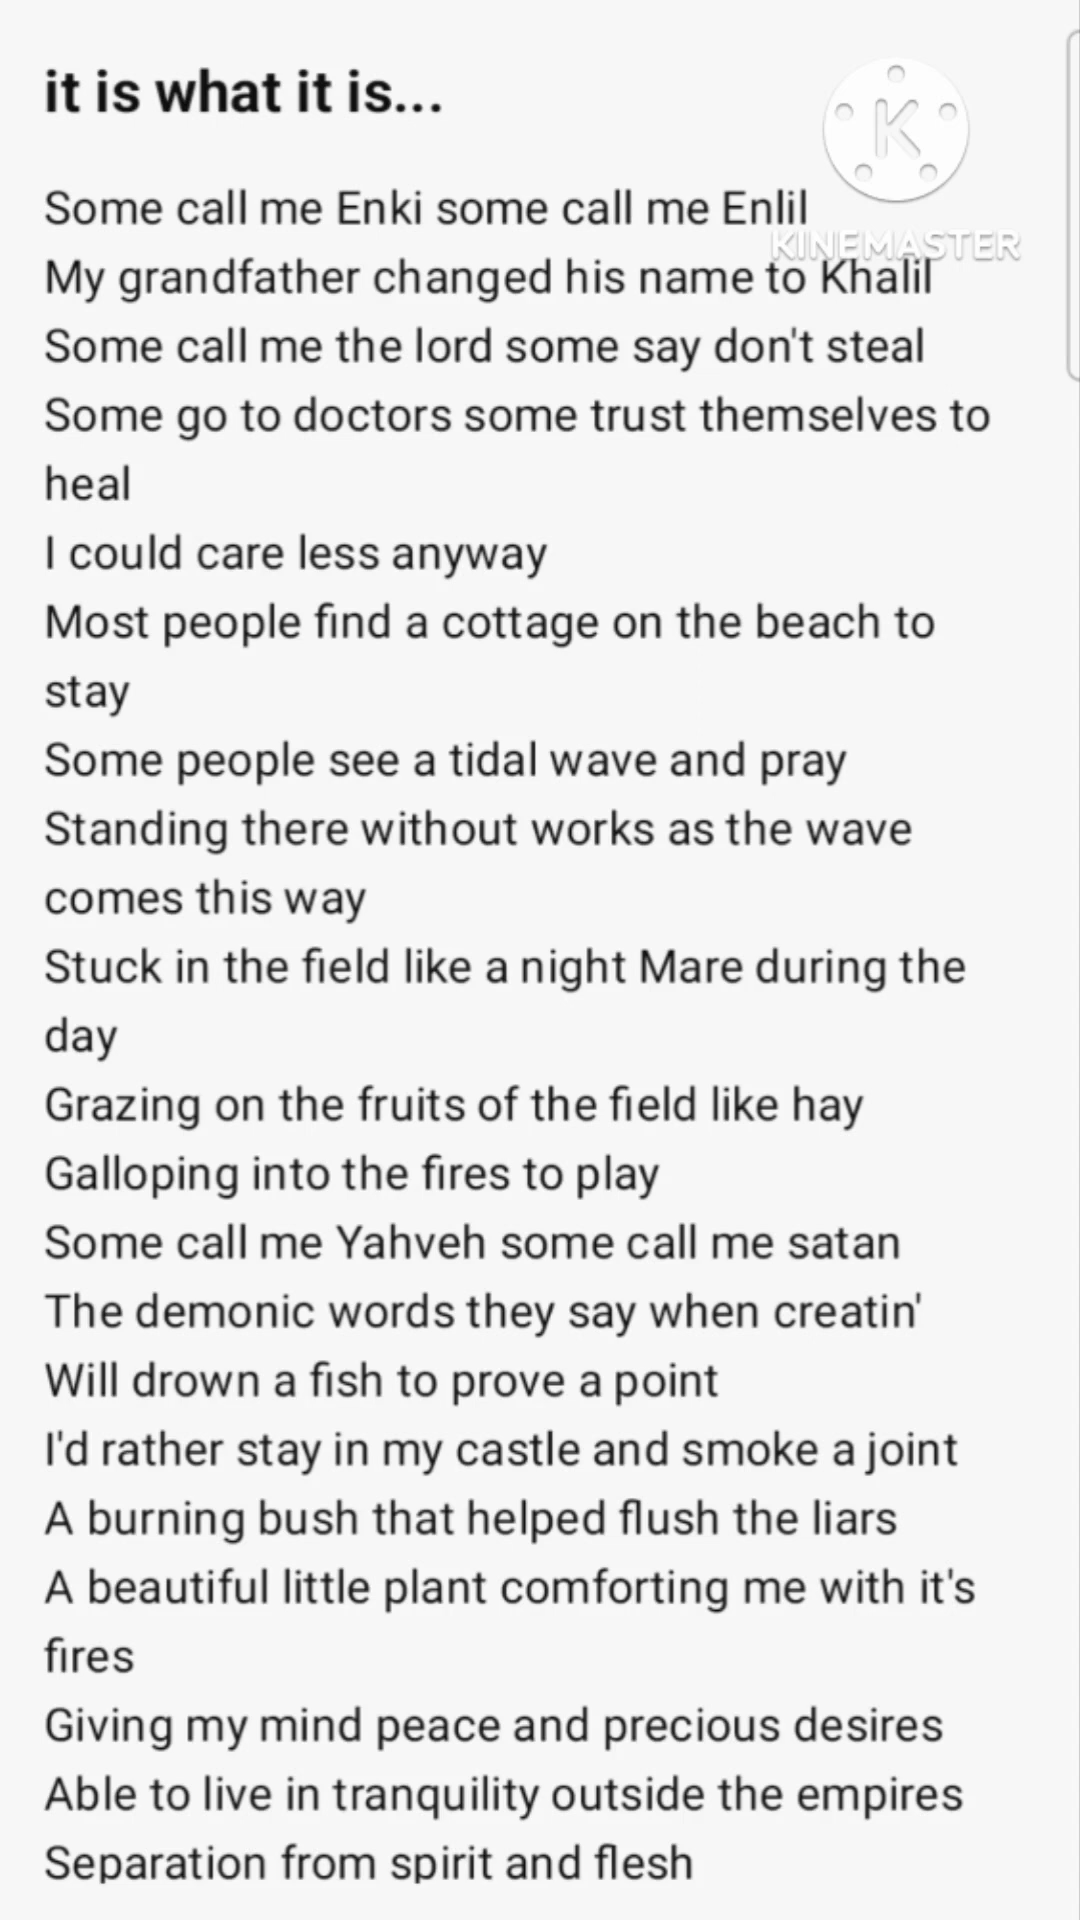 it is what it is...
K
KINEMASTER
Some call me Enki some call me Enlil
My grandfather changed his name to Khalil
Some call me the lord some say don't steal
Some go to doctors some trust themselves to
heal
I could care less anyway
Most people find a cottage on the beach to
stay
Some people see a tidal wave and pray
Standing there without works as the wave
comes this way
Stuck in the field like a night Mare during the
day
Grazing on the fruits of the field like hay
Galloping into the fires to play
Some call me Yahveh some call me satan
The demonic words they say when creatin'
Will drown a fish to prove a point
I'd rather stay in my castle and smoke a joint
A burning bush that helped flush the liars
A beautiful little plant comforting me with it's
fires
Giving my mind peace and precious desires
Able to live in tranquility outside the empires
Separation from spirit and flesh